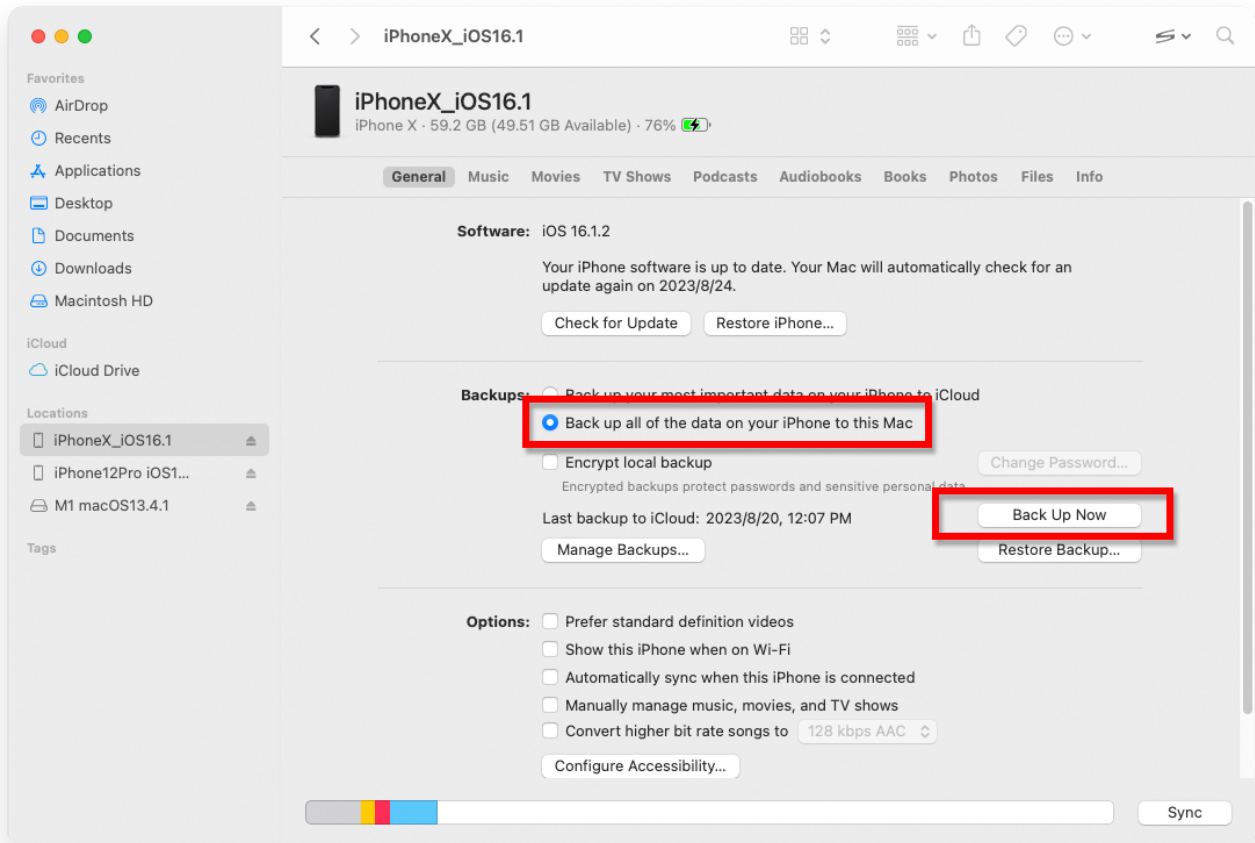 iPhoneX_iOS16.1
Favorites
AirDrop
Recents
Applications
Desktop
Documents
Downloads
Macintosh HD
iCloud
iCloud Drive
Locations
iPhoneX_iOS16.1
iPhone12Pro iOS1...
M1 macOS13.4.1
Tags
iPhoneX_iOS16.1
iPhone X · 59.2 GB (49.51 GB Available) · 76%
General Music Movies TV Shows Podcasts Audiobooks Books Photos Files Info
Software: iOS 16.1.2
Your iPhone software is up to date. Your Mac will automatically check for an
update again on 2023/8/24.
Check for Update Restore iPhone...
Backups: Back up your most important data on your iPhone to iCloud
Back up all of the data on your iPhone to this Mac
Encrypt local backup Change Password...
Encrypted backups protect passwords and sensitive personal data.
Last backup to iCloud: 2023/8/20, 12:07 PM Back Up Now
Manage Backups... Restore Backup...
Options: Prefer standard definition videos
Show this iPhone when on Wi-Fi
Automatically sync when this iPhone is connected
Manually manage music, movies, and TV shows
Convert higher bit rate songs to 128 kbps AAC
Configure Accessibility...
Sync